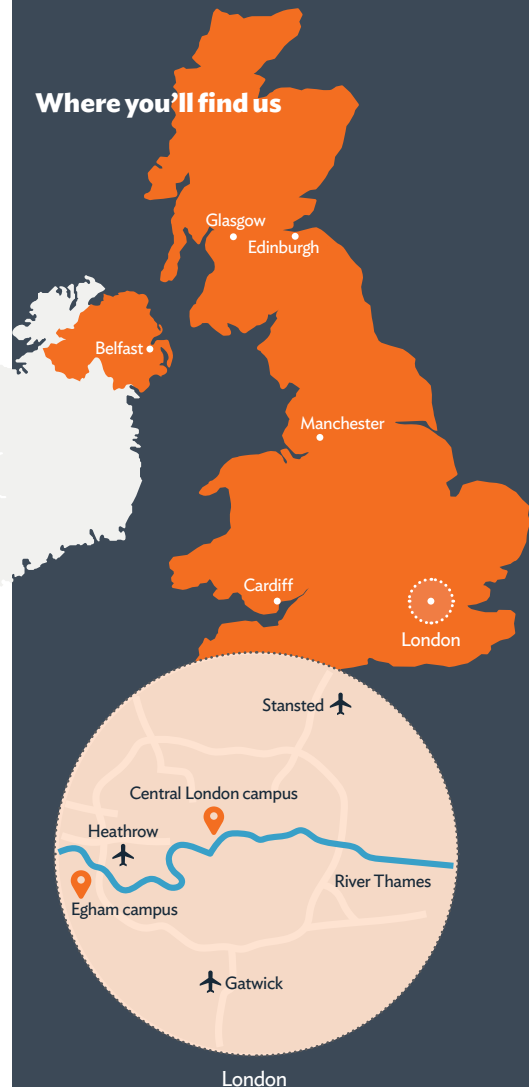 Where you’ll find us
Glasgow
Edinburgh
Belfast
Manchester
Cardiff
London
Stansted
Central London campus
Heathrow
River Thames
Egham campus
Gatwick
London